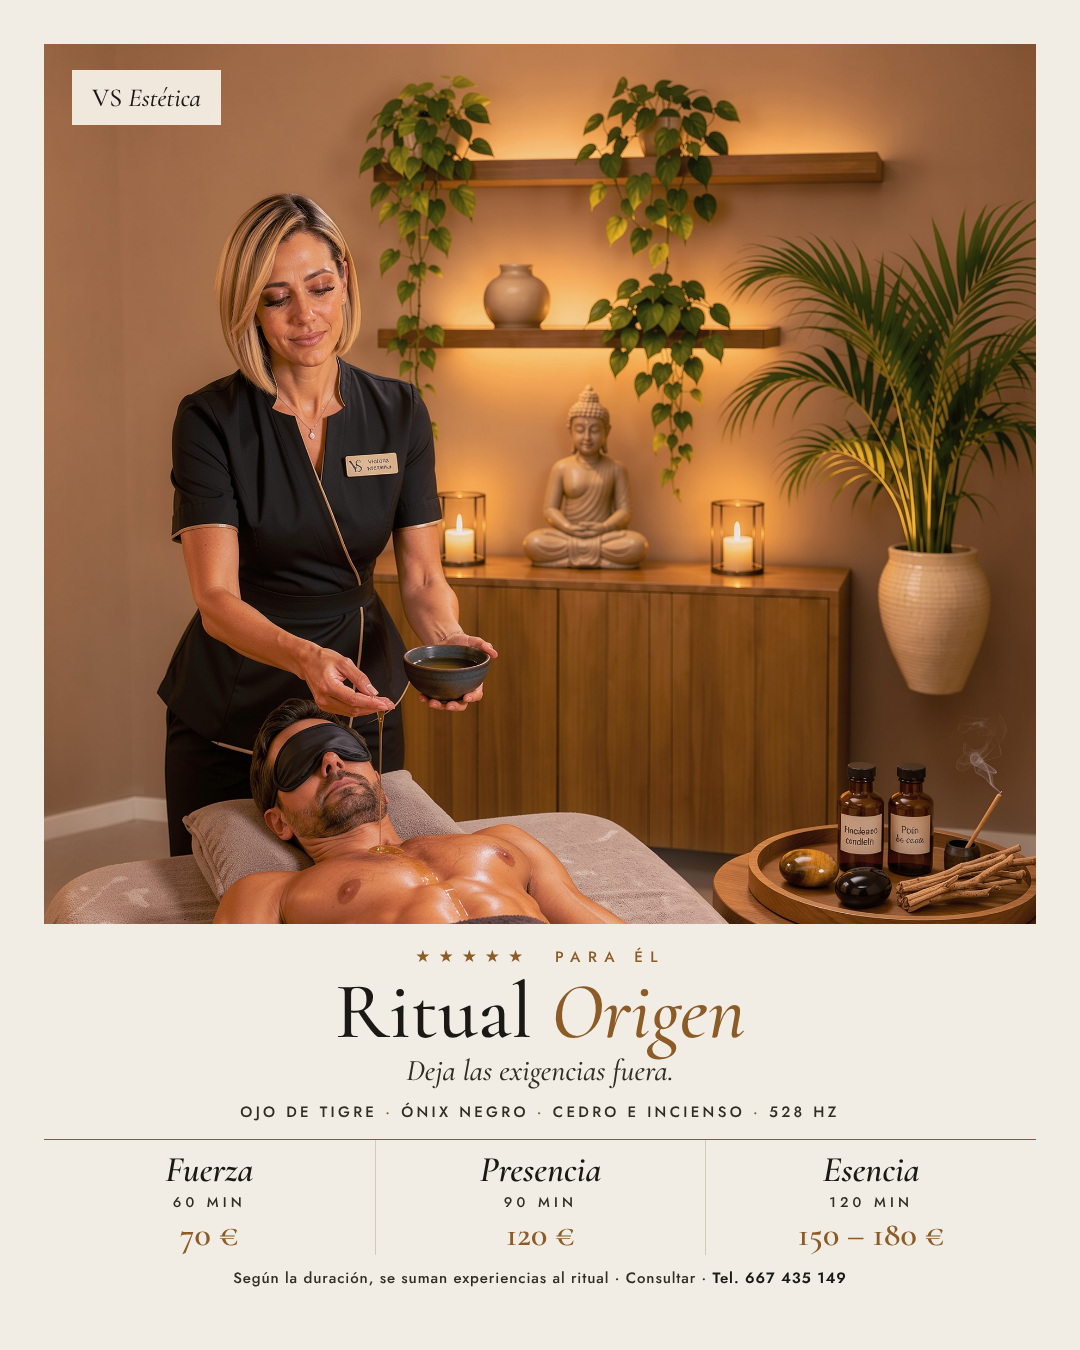 VS Estética
VS
★★★★★ PARA ÉL
Ritual Origen
Deja las exigencias fuera.
OJO DE TIGRE · ÓNIX NEGRO · CEDRO E INCIENSO · 528 HZ
Fuerza
60 MIN
70 €
Presencia
90 MIN
120 €
Esencia
120 MIN
150 – 180 €
Según la duración, se suman experiencias al ritual · Consultar · Tel. 667 435 149